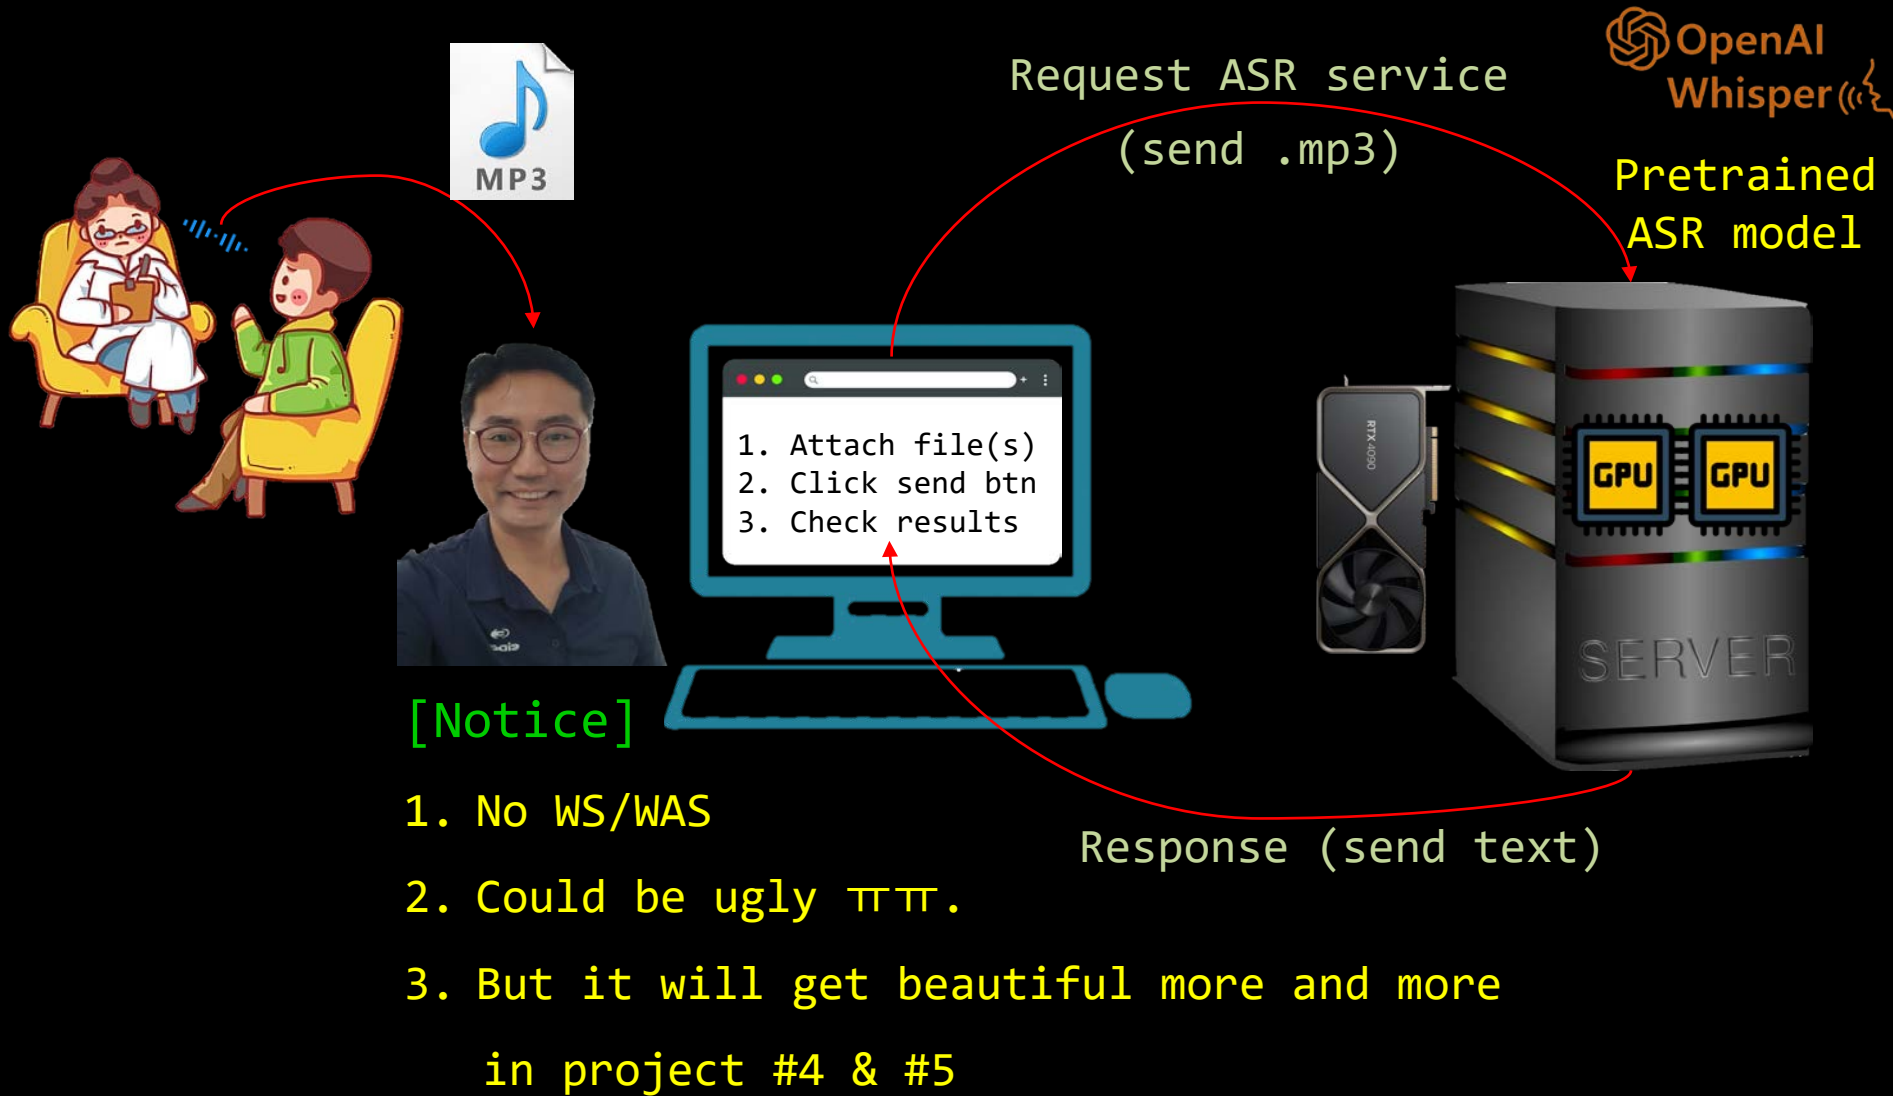 OpenAI
Whisper
Request ASR service
(send .mp3)
MP3
Pretrained
ASR model
1. Attach file(s)
2. Click send btn
3. Check results
RTX 4090
GPU GPU
SERVER
[Notice]
1. No WS/WAS
2. Could be ugly ㅠㅠ.
3. But it will get beautiful more and more
in project #4 & #5
Response (send text)